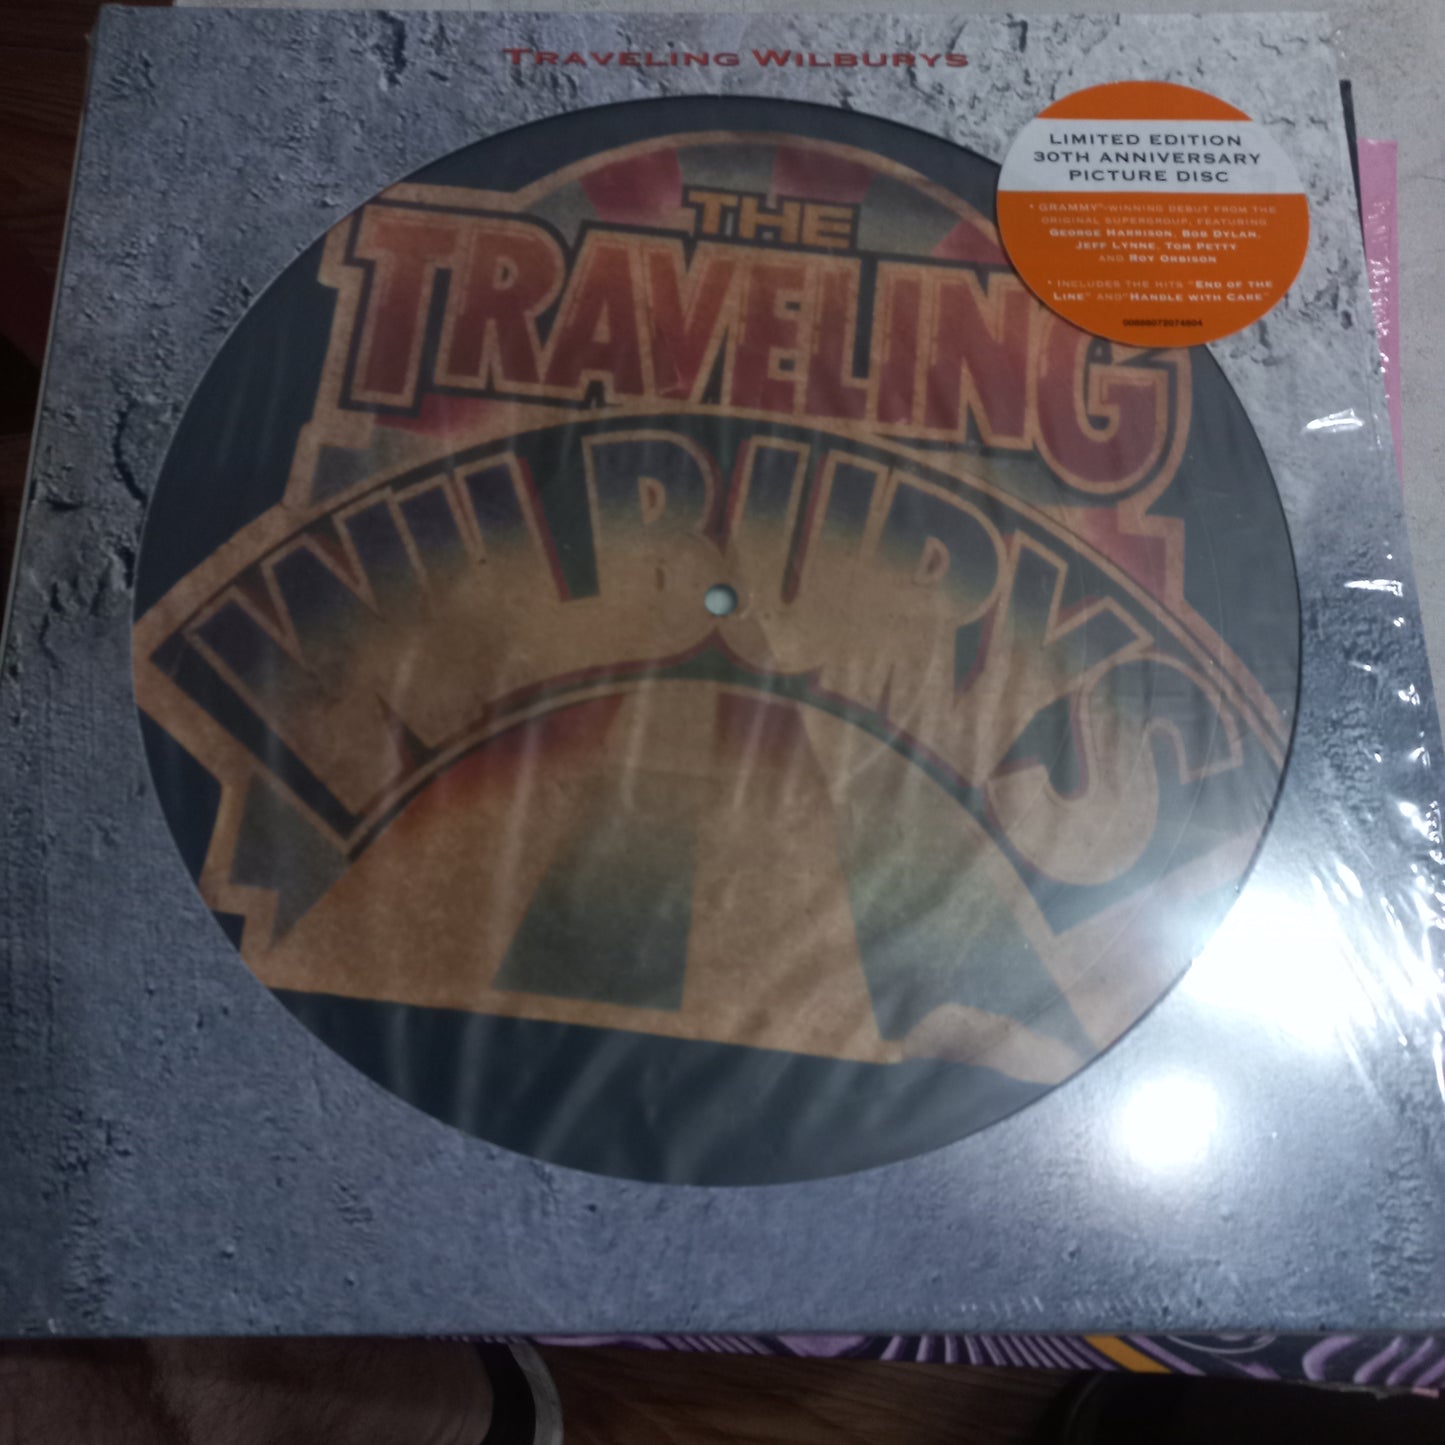 TRAVELING WILBURYS
LIMITED EDITION
30TH ANNIVERSARY
PICTURE DISC
• GRAMMY®-WINNING DEBUT FROM THE
ORIGINAL SUPERGROUP, FEATURING
GEORGE HARRISON, BOB DYLAN,
JEFF LYNNE, TOM PETTY
AND ROY ORBISON
• INCLUDES THE HITS "END OF THE
LINE" AND "HANDLE WITH CARE"
00888072074804
THE
TRAVELING
WILBURYS